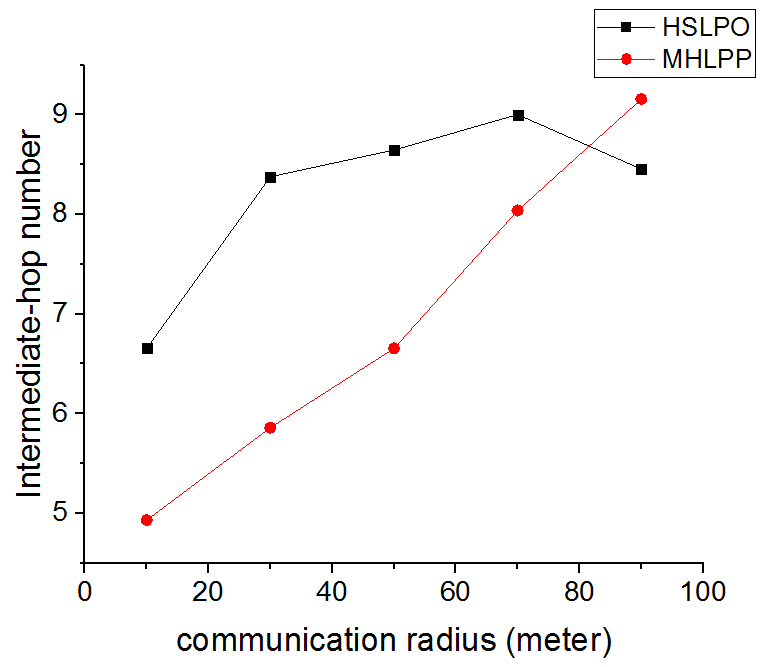 HSLPO
MHLPP
Intermediate-hop number
9
8
7
6
5
0 20 40 60 80 100
communication radius (meter)